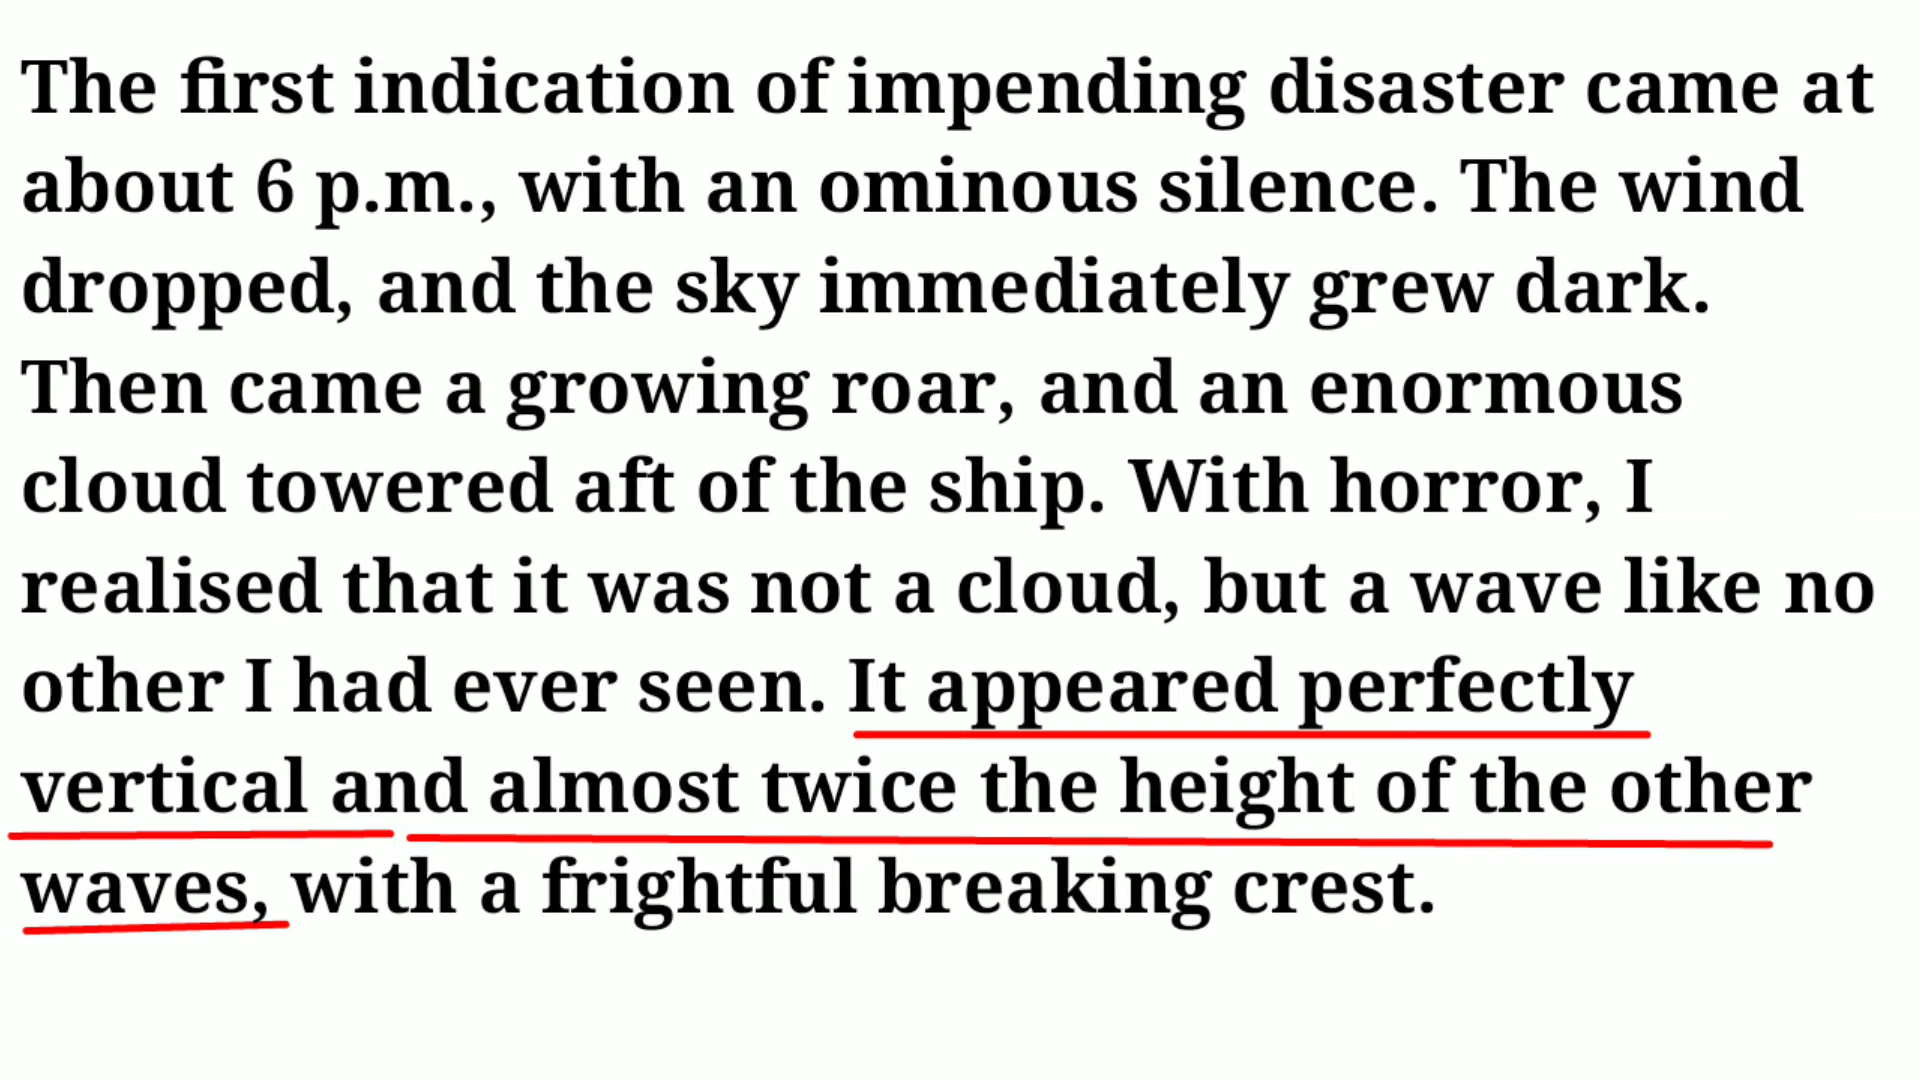 The first indication of impending disaster came at
about 6 p.m., with an ominous silence. The wind
dropped, and the sky immediately grew dark.
Then came a growing roar, and an enormous
cloud towered aft of the ship. With horror, I
realised that it was not a cloud, but a wave like no
other I had ever seen. It appeared perfectly
vertical and almost twice the height of the other
waves, with a frightful breaking crest.